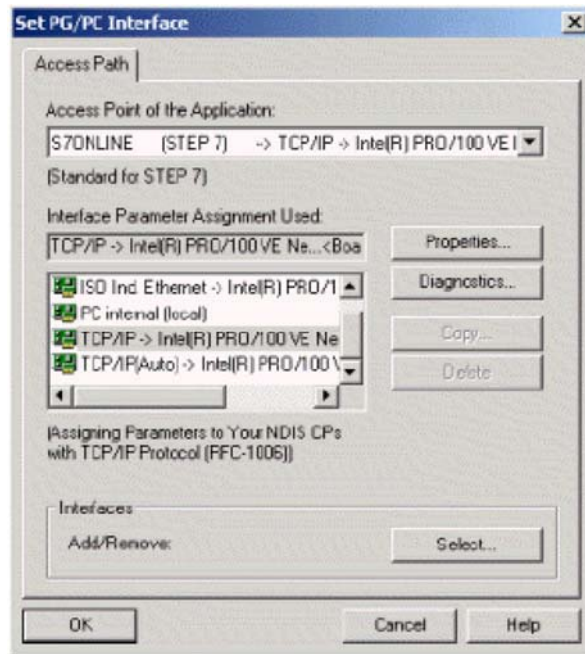 Set PG/PC Interface
Access Path
Access Point of the Application:
S7ONLINE (STEP 7) -> TCP/IP -> Intel(R) PRO/100 VE
(Standard for STEP 7)
Interface Parameter Assignment Used:
TCP/IP -> Intel(R) PRO/100 VE Ne...<Boa
Properties...
ISO Ind. Ethernet -> Intel(R) PRO/1
Diagnostics...
PC internal (local)
TCP/IP -> Intel(R) PRO/100 VE Ne
Copy...
TCP/IP(Auto) -> Intel(R) PRO/100 V
Delete
(Assigning Parameters to Your NDIS CPs
with TCP/IP Protocol (RFC-1006))
Interfaces
Add/Remove:
Select...
OK
Cancel
Help